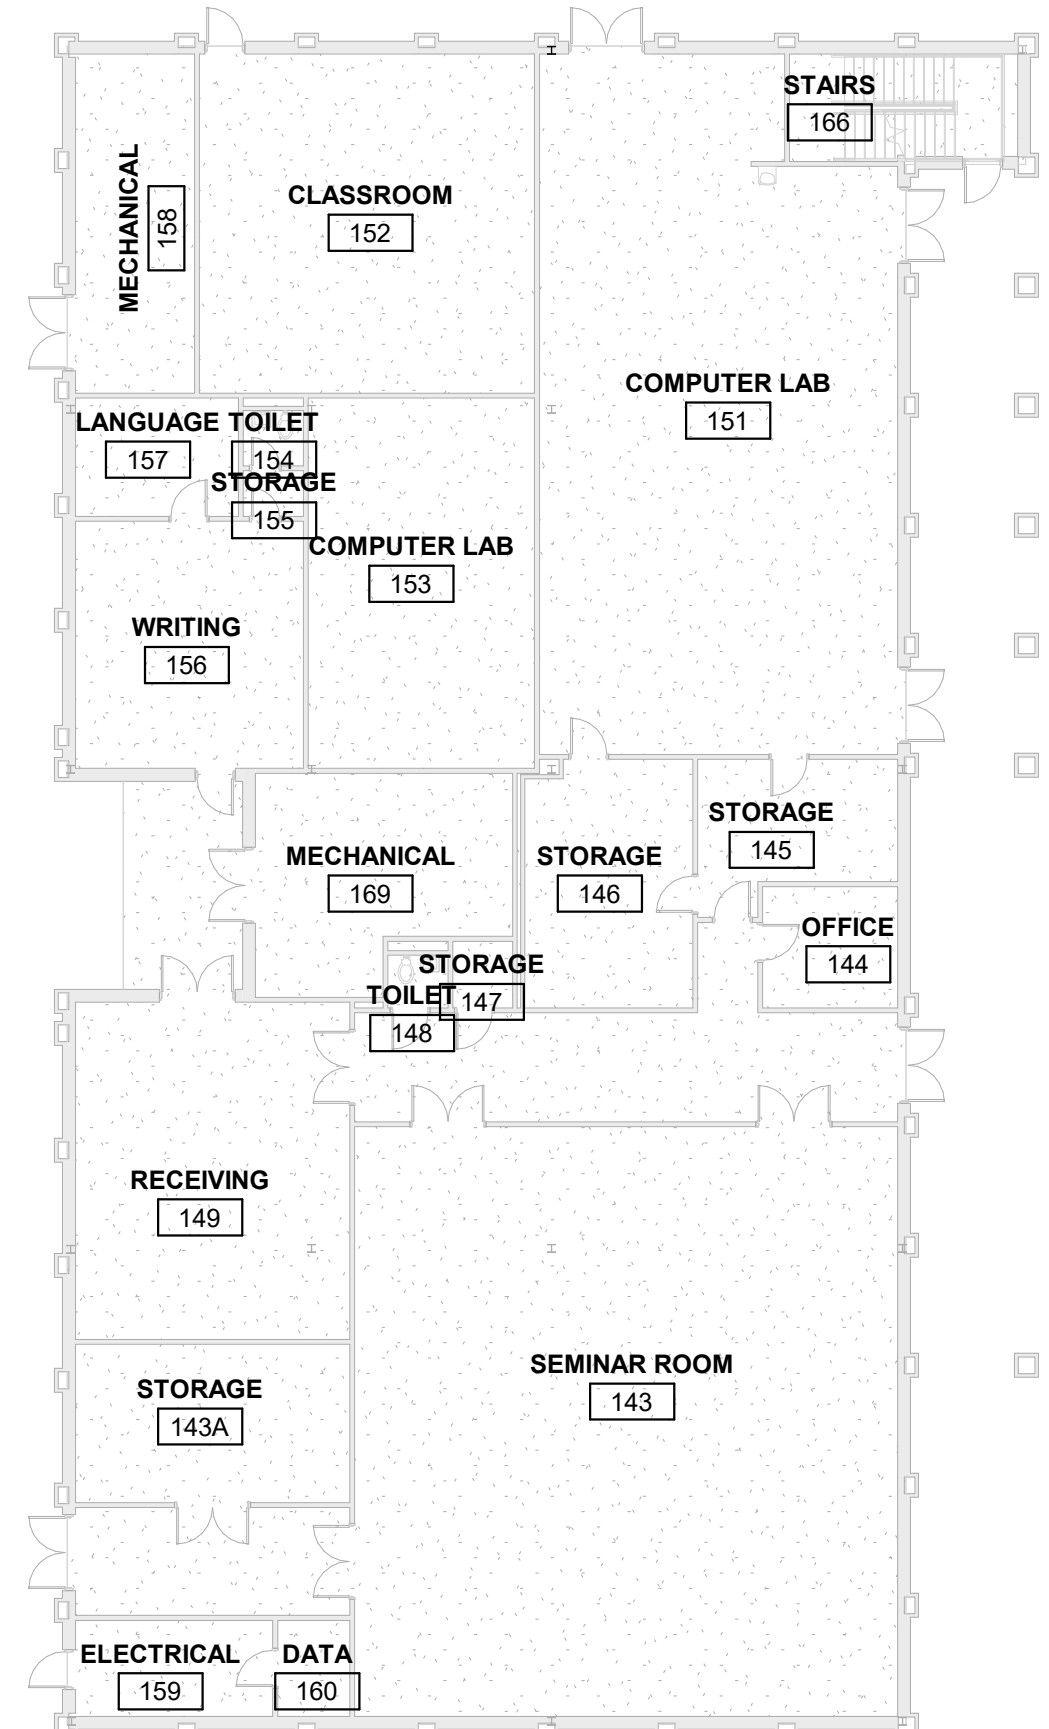 STAIRS
166
MECHANICAL
158
CLASSROOM
152
COMPUTER LAB
151
LANGUAGE
157
TOILET
154
STORAGE
155
COMPUTER LAB
153
WRITING
156
STORAGE
145
MECHANICAL
169
STORAGE
146
OFFICE
144
STORAGE
147
TOILET
148
RECEIVING
149
SEMINAR ROOM
143
STORAGE
143A
ELECTRICAL
159
DATA
160